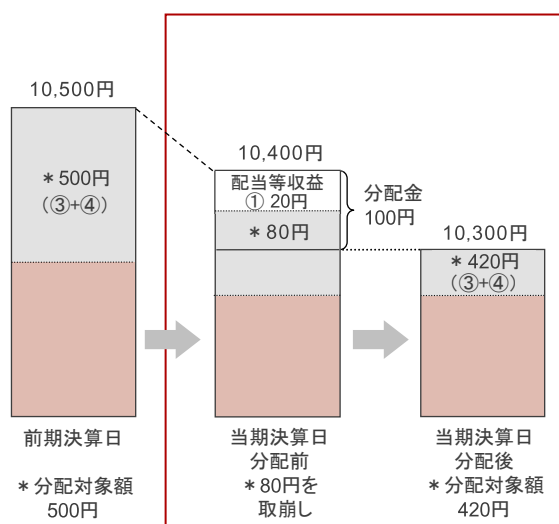 10,500円
＊500円
（③+④）
前期決算日
＊分配対象額
500円
10,400円
配当等収益
① 20円
＊80円
分配金
100円
当期決算日
分配前
＊80円を
取崩し
10,300円
＊420円
（③+④）
当期決算日
分配後
＊分配対象額
420円